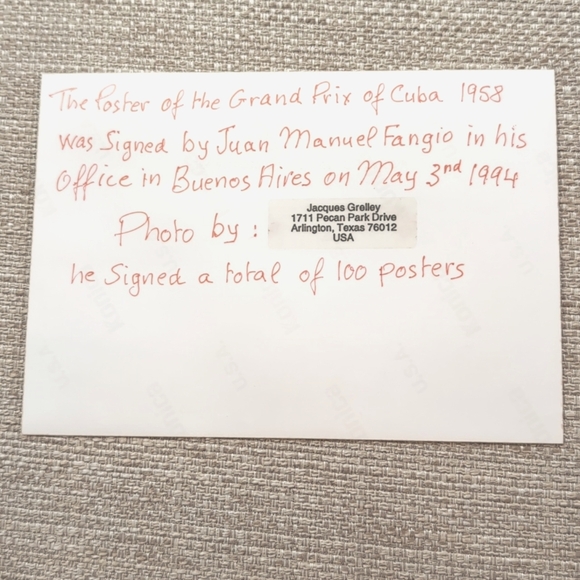 The Poster of the Grand Prix of Cuba 1958
was Signed by Juan Manuel Fangio in his
Office in Buenos Aires on May 3nd 1994
Photo by :
Jacques Grelley
1711 Pecan Park Drive
Arlington, Texas 76012
USA
he Signed a total of 100 posters